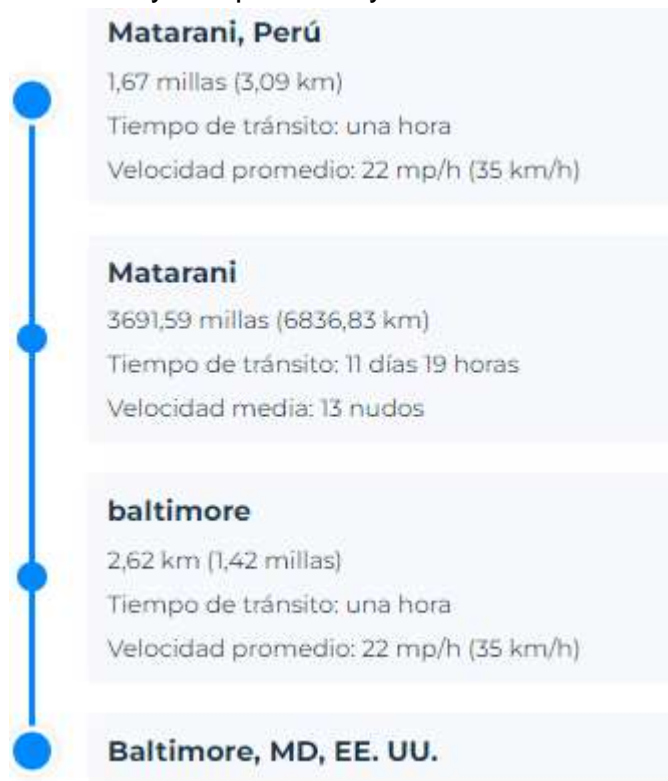 Matarani, Perú
1,67 millas (3,09 km)
Tiempo de tránsito: una hora
Velocidad promedio: 22 mp/h (35 km/h)
Matarani
3691,59 millas (6836,83 km)
Tiempo de tránsito: 11 días 19 horas
Velocidad media: 13 nudos
baltimore
2,62 km (1,42 millas)
Tiempo de tránsito: una hora
Velocidad promedio: 22 mp/h (35 km/h)
Baltimore, MD, EE. UU.